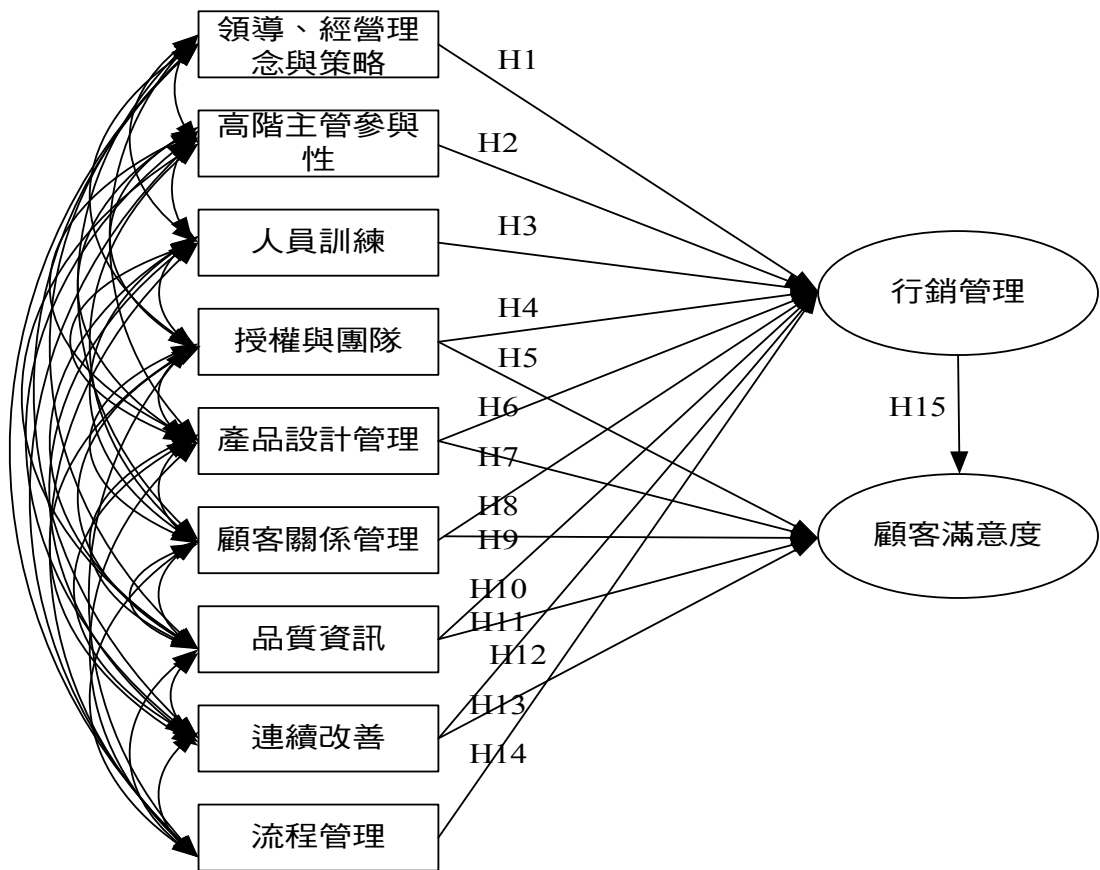 領導、經營理
念與策略
H1
高階主管參與
性
H2
人員訓練
H3
行銷管理
授權與團隊
H4
H5
產品設計管理
H6
H15
H7
顧客關係管理
H8
H9
顧客滿意度
品質資訊
H10
H11
H12
連續改善
H13
H14
流程管理